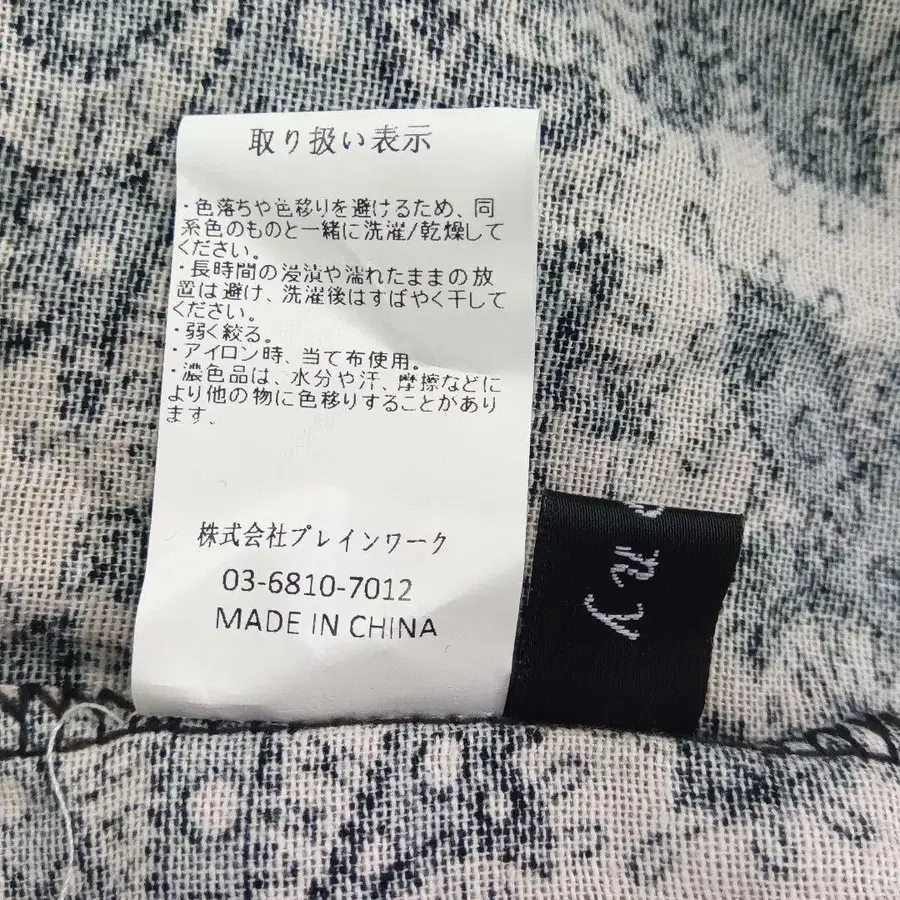 取り扱い表示
・色落ちや色移りを避けるため、同
系色のものと一緒に洗濯/乾燥して
ください。
・長時間の浸漬や濡れたままの放
置は避け、洗濯後はすばやく干して
ください。
・弱く絞る。
・アイロン時、当て布使用。
・濃色品は、水分や汗、摩擦などに
より他の物に色移りすることがあり
ます。
株式会社プレインワーク
03-6810-7012
MADE IN CHINA